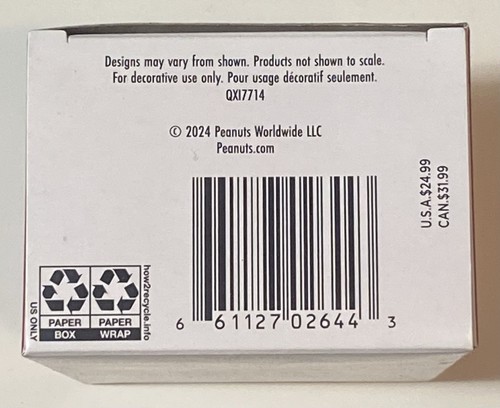 Designs may vary from shown. Products not shown to scale.
For decorative use only. Pour usage décoratif seulement.
QXI7714
© 2024 Peanuts Worldwide LLC
Peanuts.com
U.S.A.$24.99
CAN.$31.99
US ONLY
PAPER
BOX
PAPER
WRAP
how2recycle.info
6 61127 02644 3